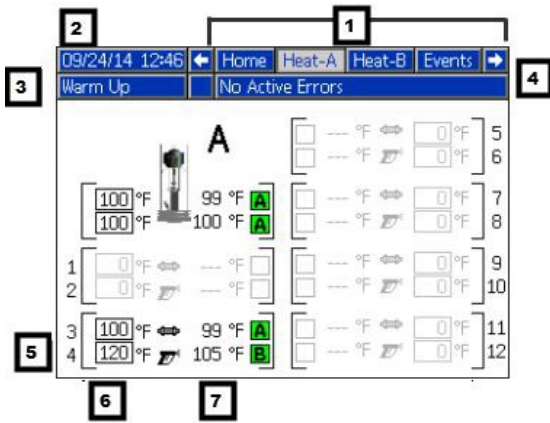 1
2
09/24/14 12:46 Home Heat-A Heat-B Events
3 Warm Up No Active Errors 4
A
--- °F 0 °F 5
--- °F 0 °F 6
100 °F 99 °F A --- °F 0 °F 7
100 °F 100 °F A --- °F 0 °F 8
1 0 °F --- °F --- °F 0 °F 9
2 0 °F --- °F --- °F 0 °F 10
3 100 °F 99 °F A --- °F 0 °F 11
5 4 120 °F 105 °F B --- °F 0 °F 12
6 7